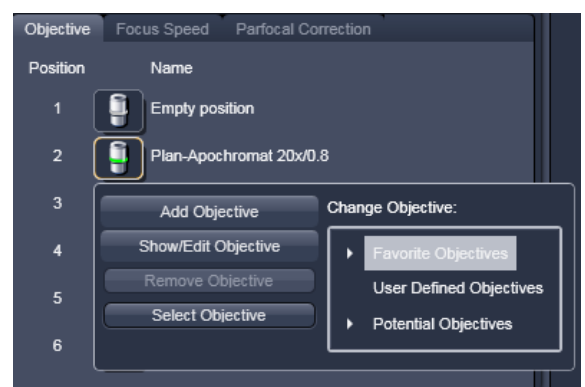 Objective Focus Speed Parfocal Correction
Position Name
1 Empty position
2 Plan-Apochromat 20x/0.8
3
Add Objective
Change Objective:
4
Show/Edit Objective
Favorite Objectives
Remove Objective
User Defined Objectives
5
Select Objective
Potential Objectives
6